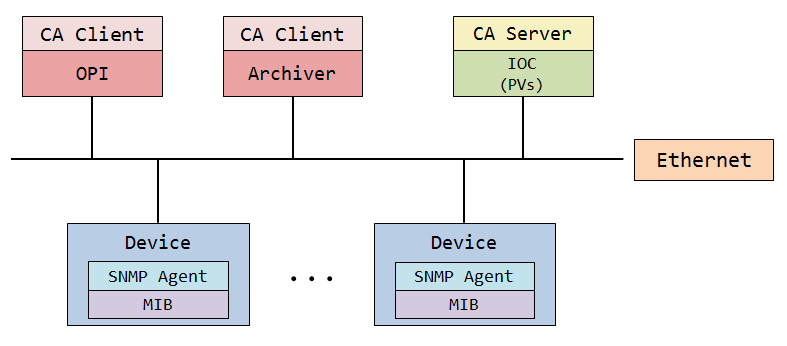 CA Client
OPI
CA Client
Archiver
CA Server
IOC
(PVs)
Ethernet
Device
SNMP Agent
MIB
...
Device
SNMP Agent
MIB